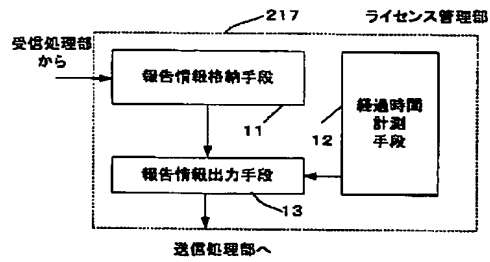 217
ライセンス管理部
受信処理部
から
報告情報格納手段
11
12
経過時間
計測
手段
報告情報出力手段
13
送信処理部へ